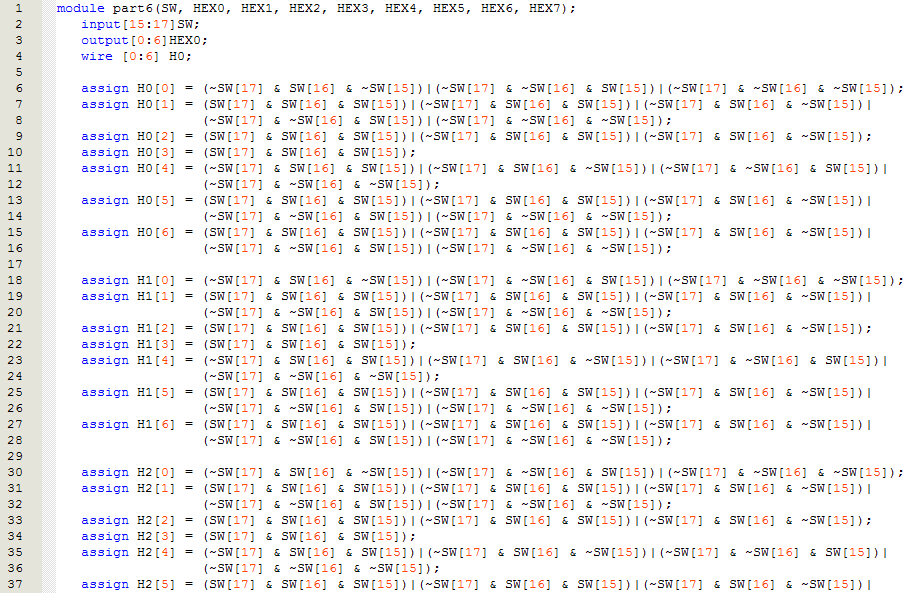 1 module part6(SW, HEX0, HEX1, HEX2, HEX3, HEX4, HEX5, HEX6, HEX7);
2 input[15:17]SW;
3 output[0:6]HEX0;
4 wire [0:6] H0;
5
6 assign H0[0] = (~SW[17] & SW[16] & ~SW[15])|(~SW[17] & ~SW[16] & SW[15])|(~SW[17] & ~SW[16] & ~SW[15]);
7 assign H0[1] = (SW[17] & SW[16] & SW[15])|(~SW[17] & SW[16] & SW[15])|(~SW[17] & SW[16] & ~SW[15])|
8 (~SW[17] & ~SW[16] & SW[15])|(~SW[17] & ~SW[16] & ~SW[15]);
9 assign H0[2] = (SW[17] & SW[16] & SW[15])|(~SW[17] & SW[16] & SW[15])|(~SW[17] & SW[16] & ~SW[15]);
10 assign H0[3] = (SW[17] & SW[16] & SW[15]);
11 assign H0[4] = (~SW[17] & SW[16] & SW[15])|(~SW[17] & SW[16] & ~SW[15])|(~SW[17] & ~SW[16] & SW[15])|
12 (~SW[17] & ~SW[16] & ~SW[15]);
13 assign H0[5] = (SW[17] & SW[16] & SW[15])|(~SW[17] & SW[16] & SW[15])|(~SW[17] & SW[16] & ~SW[15])|
14 (~SW[17] & ~SW[16] & SW[15])|(~SW[17] & ~SW[16] & ~SW[15]);
15 assign H0[6] = (SW[17] & SW[16] & SW[15])|(~SW[17] & SW[16] & SW[15])|(~SW[17] & SW[16] & ~SW[15])|
16 (~SW[17] & ~SW[16] & SW[15])|(~SW[17] & ~SW[16] & ~SW[15]);
17
18 assign H1[0] = (~SW[17] & SW[16] & ~SW[15])|(~SW[17] & ~SW[16] & SW[15])|(~SW[17] & ~SW[16] & ~SW[15]);
19 assign H1[1] = (SW[17] & SW[16] & SW[15])|(~SW[17] & SW[16] & SW[15])|(~SW[17] & SW[16] & ~SW[15])|
20 (~SW[17] & ~SW[16] & SW[15])|(~SW[17] & ~SW[16] & ~SW[15]);
21 assign H1[2] = (SW[17] & SW[16] & SW[15])|(~SW[17] & SW[16] & SW[15])|(~SW[17] & SW[16] & ~SW[15]);
22 assign H1[3] = (SW[17] & SW[16] & SW[15]);
23 assign H1[4] = (~SW[17] & SW[16] & SW[15])|(~SW[17] & SW[16] & ~SW[15])|(~SW[17] & ~SW[16] & SW[15])|
24 (~SW[17] & ~SW[16] & ~SW[15]);
25 assign H1[5] = (SW[17] & SW[16] & SW[15])|(~SW[17] & SW[16] & SW[15])|(~SW[17] & SW[16] & ~SW[15])|
26 (~SW[17] & ~SW[16] & SW[15])|(~SW[17] & ~SW[16] & ~SW[15]);
27 assign H1[6] = (SW[17] & SW[16] & SW[15])|(~SW[17] & SW[16] & SW[15])|(~SW[17] & SW[16] & ~SW[15])|
28 (~SW[17] & ~SW[16] & SW[15])|(~SW[17] & ~SW[16] & ~SW[15]);
29
30 assign H2[0] = (~SW[17] & SW[16] & ~SW[15])|(~SW[17] & ~SW[16] & SW[15])|(~SW[17] & ~SW[16] & ~SW[15]);
31 assign H2[1] = (SW[17] & SW[16] & SW[15])|(~SW[17] & SW[16] & SW[15])|(~SW[17] & SW[16] & ~SW[15])|
32 (~SW[17] & ~SW[16] & SW[15])|(~SW[17] & ~SW[16] & ~SW[15]);
33 assign H2[2] = (SW[17] & SW[16] & SW[15])|(~SW[17] & SW[16] & SW[15])|(~SW[17] & SW[16] & ~SW[15]);
34 assign H2[3] = (SW[17] & SW[16] & SW[15]);
35 assign H2[4] = (~SW[17] & SW[16] & SW[15])|(~SW[17] & SW[16] & ~SW[15])|(~SW[17] & ~SW[16] & SW[15])|
36 (~SW[17] & ~SW[16] & ~SW[15]);
37 assign H2[5] = (SW[17] & SW[16] & SW[15])|(~SW[17] & SW[16] & SW[15])|(~SW[17] & SW[16] & ~SW[15])|